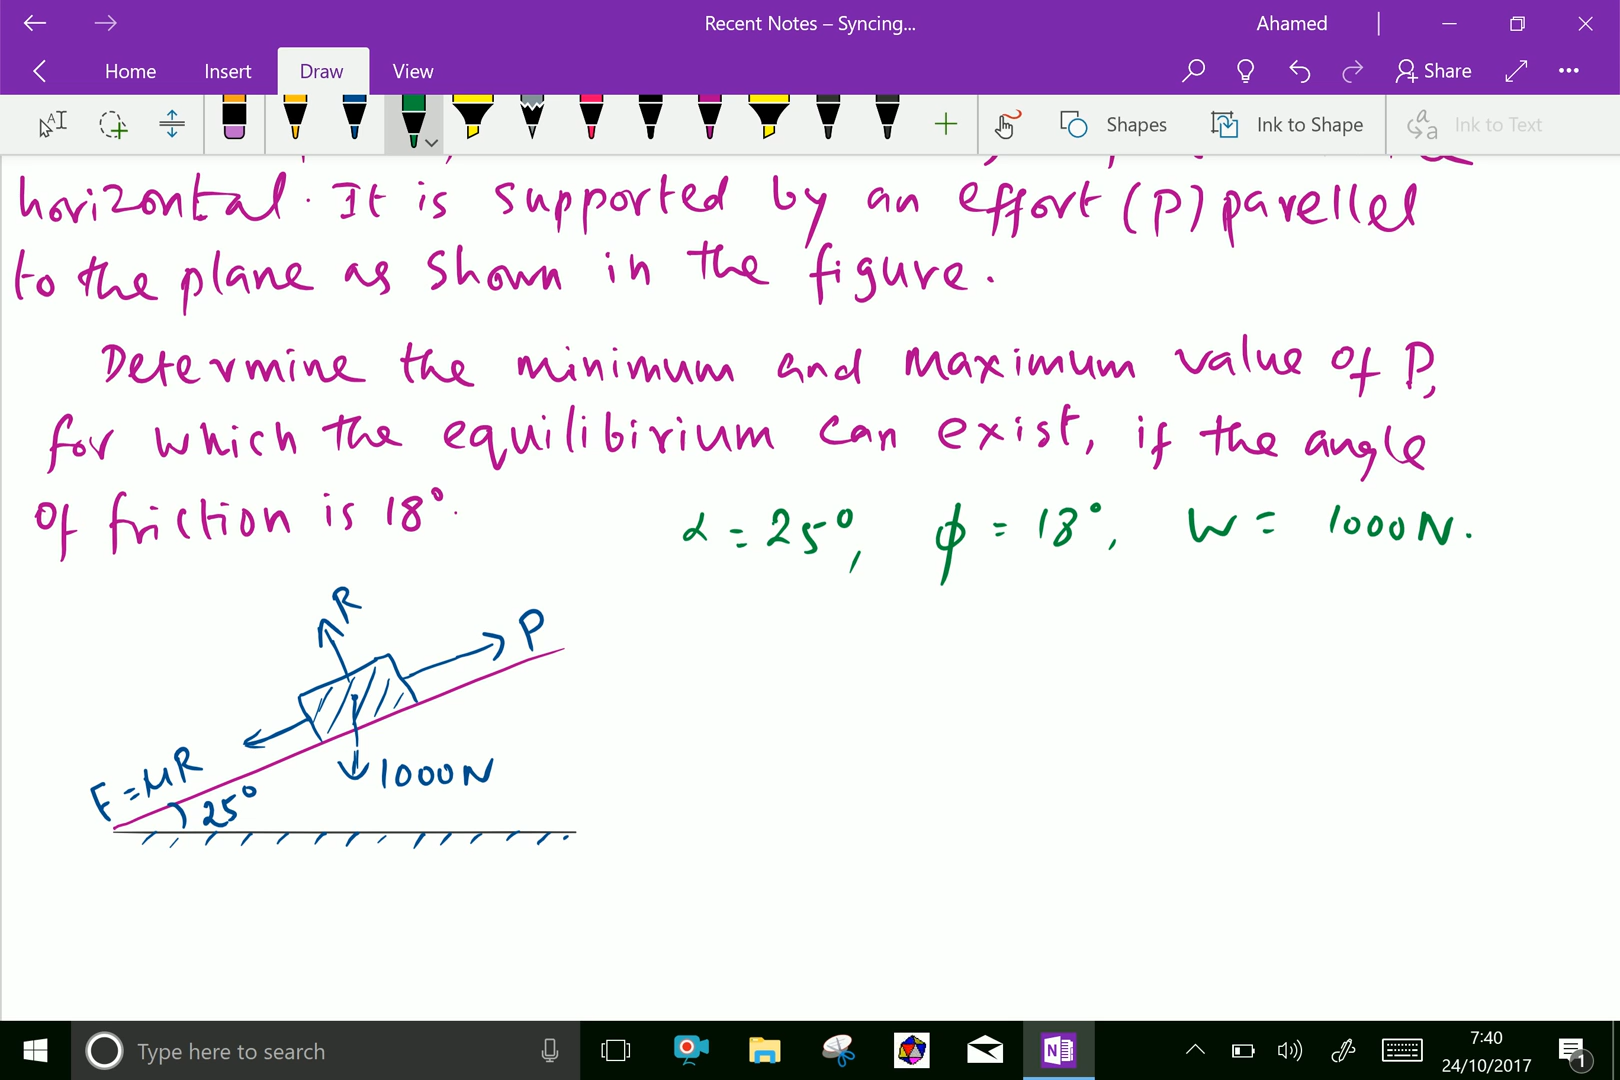 Recent Notes – Syncing...
Ahamed
Home Insert Draw View
Share
Shapes
Ink to Shape
Ink to Text
horizontal. It is supported by an effort (P) parellel
to the plane as shown in the figure.
Determine the minimum and maximum value of P,
for which the equilibirium can exist, if the angle
of friction is 18°.
α = 25°, ϕ = 18°, W = 1000N.
R
P
F=μR
1000N
25°
Type here to search
7:40
24/10/2017
1